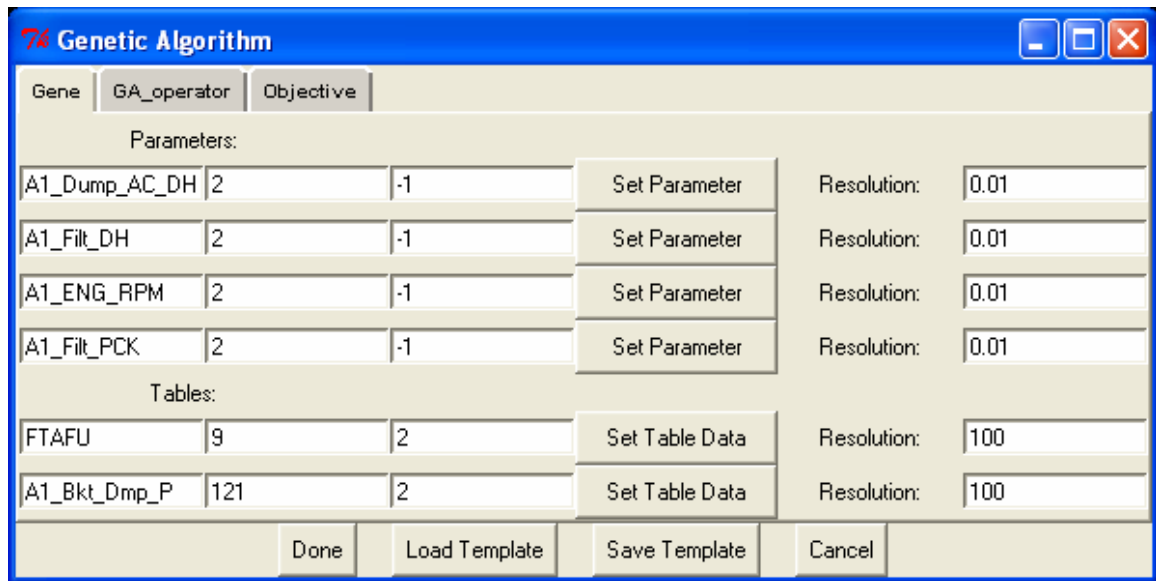 7k Genetic Algorithm
Gene GA_operator Objective
Parameters:
A1_Dump_AC_DH 2 -1 Set Parameter Resolution: 0.01
A1_Filt_DH 2 -1 Set Parameter Resolution: 0.01
A1_ENG_RPM 2 -1 Set Parameter Resolution: 0.01
A1_Filt_PCK 2 -1 Set Parameter Resolution: 0.01
Tables:
FTAFU 9 2 Set Table Data Resolution: 100
A1_Bkt_Dmp_P 121 2 Set Table Data Resolution: 100
Done Load Template Save Template Cancel